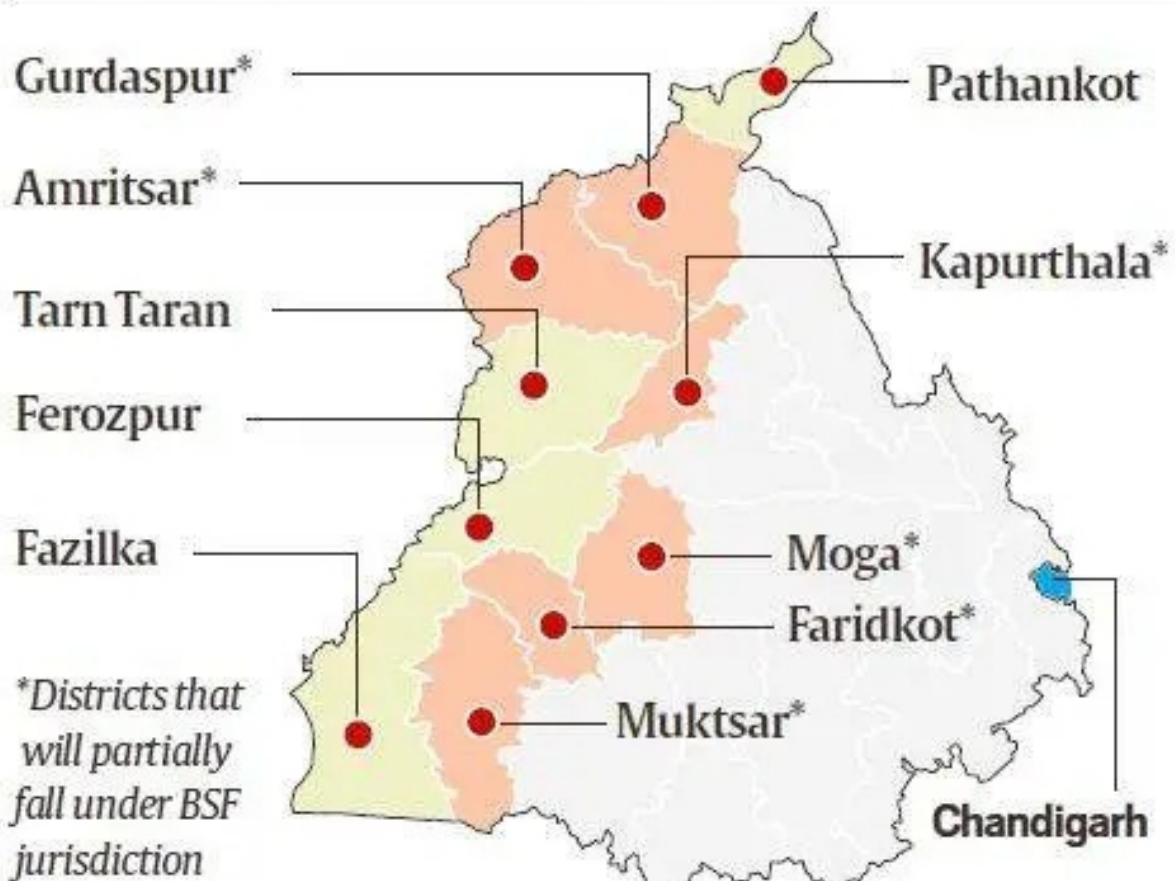 Gurdaspur*
Pathankot
Amritsar*
Kapurthala*
Tarn Taran
Ferozpur
Fazilka
Moga*
Faridkot*
Muktsar*
*Districts that
will partially
fall under BSF
jurisdiction
Chandigarh